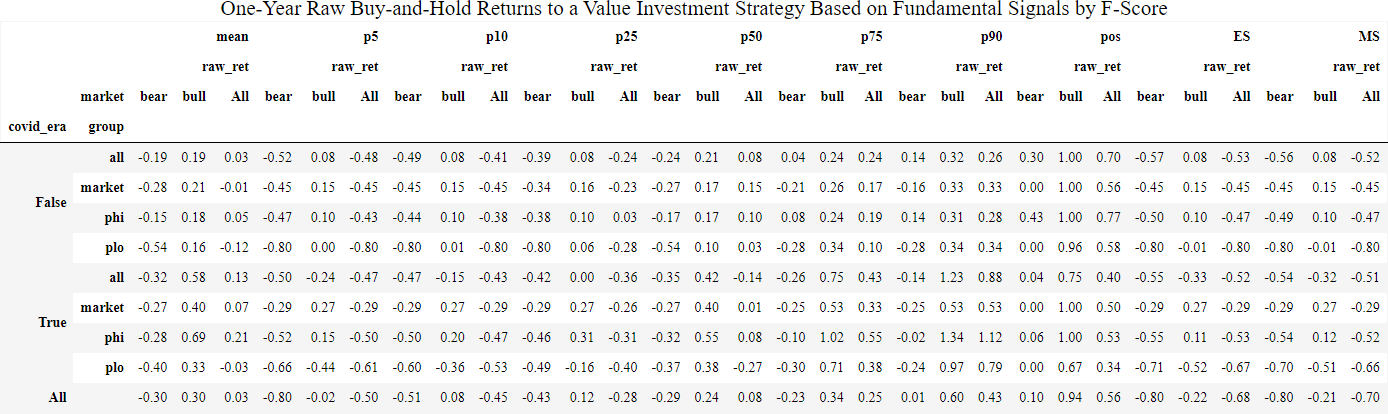 One-Year Raw Buy-and-Hold Returns to a Value Investment Strategy Based on Fundamental Signals by F-Score
mean p5 p10 p25 p50 p75 p90 pos ES MS
raw_ret raw_ret raw_ret raw_ret raw_ret raw_ret raw_ret raw_ret raw_ret raw_ret
market bear bull All bear bull All bear bull All bear bull All bear bull All bear bull All bear bull All bear bull All bear bull All bear bull All
covid_era group
all -0.19 0.19 0.03 -0.52 0.08 -0.48 -0.49 0.08 -0.41 -0.39 0.08 -0.24 -0.24 0.21 0.08 0.04 0.24 0.24 0.14 0.32 0.26 0.30 1.00 0.70 -0.57 0.08 -0.53 -0.56 0.08 -0.52
False market -0.28 0.21 -0.01 -0.45 0.15 -0.45 -0.45 0.15 -0.45 -0.34 0.16 -0.23 -0.27 0.17 0.15 -0.21 0.26 0.17 -0.16 0.33 0.33 0.00 1.00 0.56 -0.45 0.15 -0.45 -0.45 0.15 -0.45
phi -0.15 0.18 0.05 -0.47 0.10 -0.43 -0.44 0.10 -0.38 -0.38 0.10 0.03 -0.17 0.17 0.10 0.08 0.24 0.19 0.14 0.31 0.28 0.43 1.00 0.77 -0.50 0.10 -0.47 -0.49 0.10 -0.47
plo -0.54 0.16 -0.12 -0.80 0.00 -0.80 -0.80 0.01 -0.80 -0.80 0.06 -0.28 -0.54 0.10 0.03 -0.28 0.34 0.10 -0.28 0.34 0.34 0.00 0.96 0.58 -0.80 -0.01 -0.80 -0.80 -0.01 -0.80
all -0.32 0.58 0.13 -0.50 -0.24 -0.47 -0.47 -0.15 -0.43 -0.42 0.00 -0.36 -0.35 0.42 -0.14 -0.26 0.75 0.43 -0.14 1.23 0.88 0.04 0.75 0.40 -0.55 -0.33 -0.52 -0.54 -0.32 -0.51
True market -0.27 0.40 0.07 -0.29 0.27 -0.29 -0.29 0.27 -0.29 -0.29 0.27 -0.26 -0.27 0.40 0.01 -0.25 0.53 0.33 -0.25 0.53 0.53 0.00 1.00 0.50 -0.29 0.27 -0.29 -0.29 0.27 -0.29
phi -0.28 0.69 0.21 -0.52 0.15 -0.50 -0.50 0.20 -0.47 -0.46 0.31 -0.31 -0.32 0.55 0.08 -0.10 1.02 0.55 -0.02 1.34 1.12 0.06 1.00 0.53 -0.55 0.11 -0.53 -0.54 0.12 -0.52
plo -0.40 0.33 -0.03 -0.66 -0.44 -0.61 -0.60 -0.36 -0.53 -0.49 -0.16 -0.40 -0.37 0.38 -0.27 -0.30 0.71 0.38 -0.24 0.97 0.79 0.00 0.67 0.34 -0.71 -0.52 -0.67 -0.70 -0.51 -0.66
All -0.30 0.30 0.03 -0.80 -0.02 -0.50 -0.51 0.08 -0.45 -0.43 0.12 -0.28 -0.29 0.24 0.08 -0.23 0.34 0.25 0.01 0.60 0.43 0.10 0.94 0.56 -0.80 -0.22 -0.68 -0.80 -0.21 -0.70